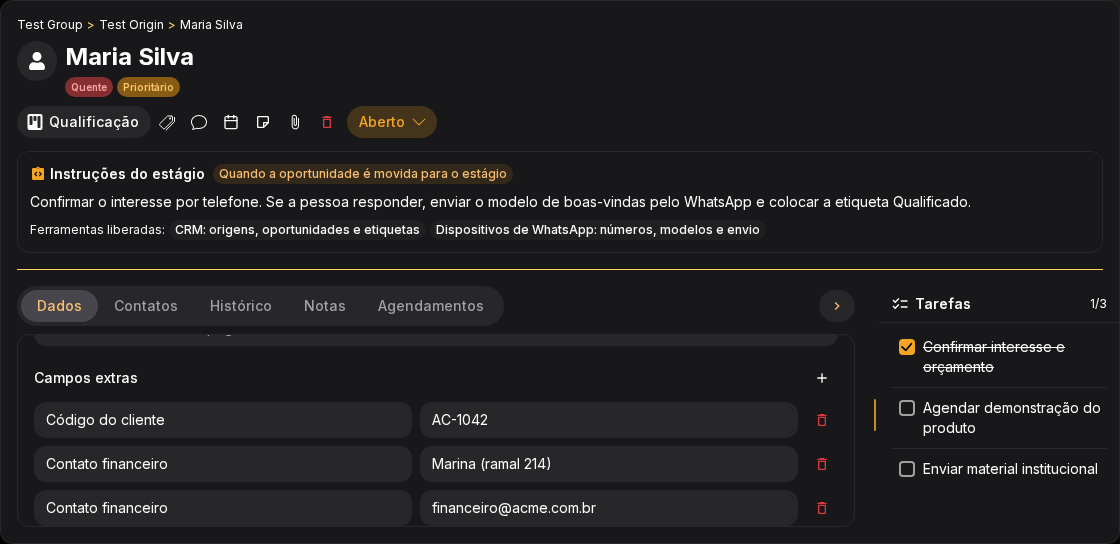 Test Group > Test Origin > Maria Silva
Maria Silva
Quente Prioritário
Qualificação
Aberto
Instruções do estágio Quando a oportunidade é movida para o estágio
Confirmar o interesse por telefone. Se a pessoa responder, enviar o modelo de boas-vindas pelo WhatsApp e colocar a etiqueta Qualificado.
Ferramentas liberadas: CRM: origens, oportunidades e etiquetas Dispositivos de WhatsApp: números, modelos e envio
Dados Contatos Histórico Notas Agendamentos
Campos extras
Código do cliente AC-1042
Contato financeiro Marina (ramal 214)
Contato financeiro financeiro@acme.com.br
Tarefas 1/3
Confirmar interesse e
orçamento
Agendar demonstração do
produto
Enviar material institucional